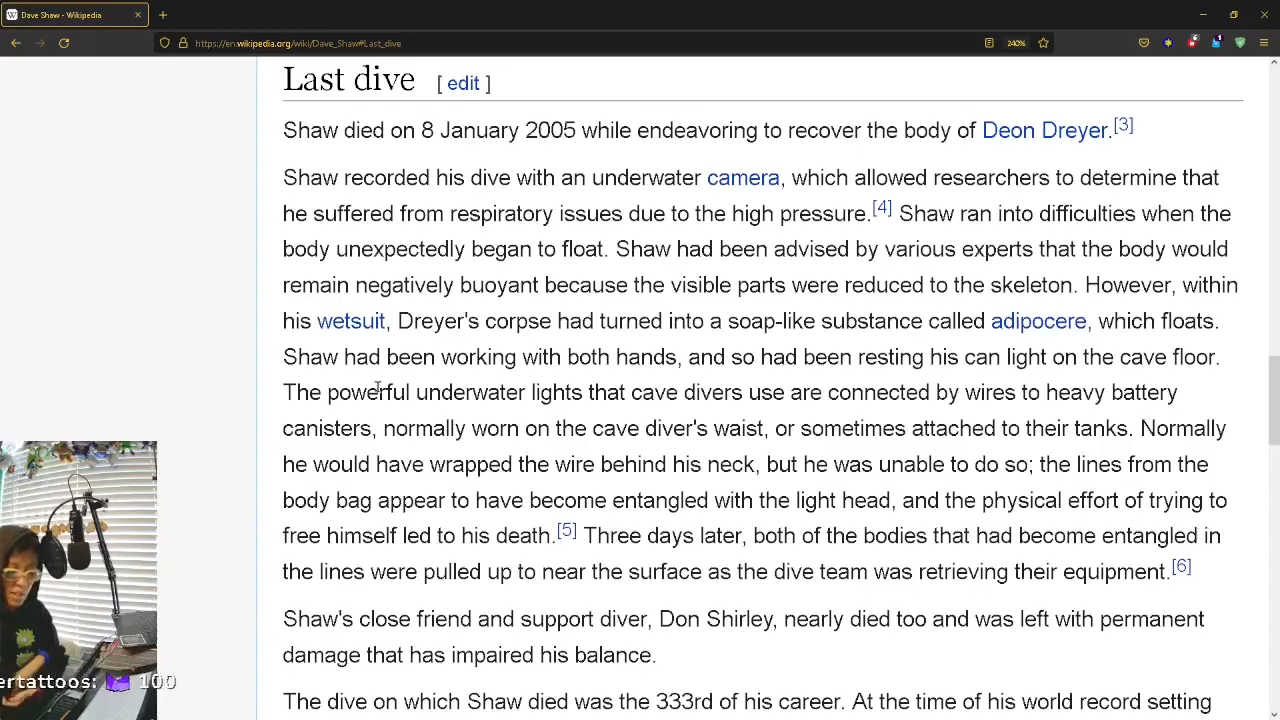 Dave Shaw - Wikipedia
https://en.wikipedia.org/wiki/Dave_Shaw#Last_dive
240%
Last dive [ edit ]
Shaw died on 8 January 2005 while endeavoring to recover the body of Deon Dreyer.[3]
Shaw recorded his dive with an underwater camera, which allowed researchers to determine that
he suffered from respiratory issues due to the high pressure.[4] Shaw ran into difficulties when the
body unexpectedly began to float. Shaw had been advised by various experts that the body would
remain negatively buoyant because the visible parts were reduced to the skeleton. However, within
his wetsuit, Dreyer's corpse had turned into a soap-like substance called adipocere, which floats.
Shaw had been working with both hands, and so had been resting his can light on the cave floor.
The powerful underwater lights that cave divers use are connected by wires to heavy battery
canisters, normally worn on the cave diver's waist, or sometimes attached to their tanks. Normally
he would have wrapped the wire behind his neck, but he was unable to do so; the lines from the
body bag appear to have become entangled with the light head, and the physical effort of trying to
free himself led to his death.[5] Three days later, both of the bodies that had become entangled in
the lines were pulled up to near the surface as the dive team was retrieving their equipment.[6]
Shaw's close friend and support diver, Don Shirley, nearly died too and was left with permanent
damage that has impaired his balance.
The dive on which Shaw died was the 333rd of his career. At the time of his world record setting
ertattoos: 100